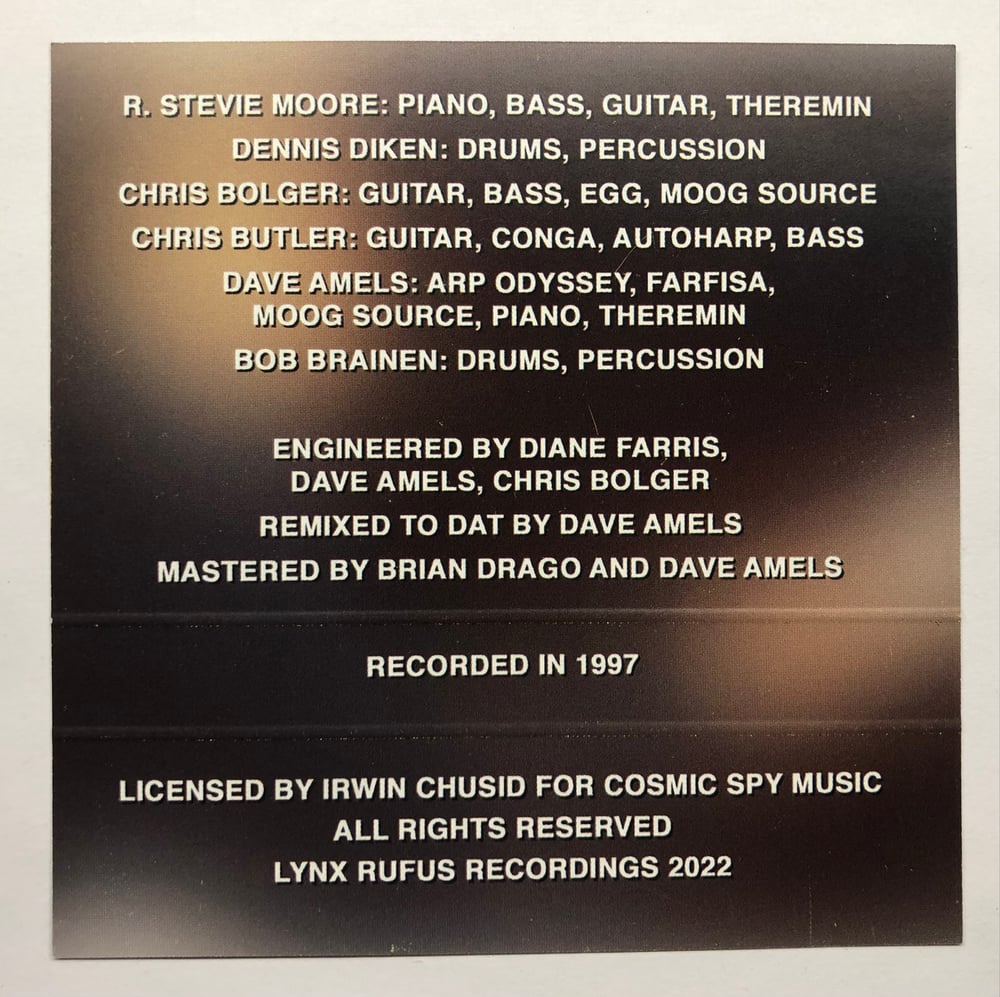 R. STEVIE MOORE: PIANO, BASS, GUITAR, THEREMIN
DENNIS DIKEN: DRUMS, PERCUSSION
CHRIS BOLGER: GUITAR, BASS, EGG, MOOG SOURCE
CHRIS BUTLER: GUITAR, CONGA, AUTOHARP, BASS
DAVE AMELS: ARP ODYSSEY, FARFISA,
MOOG SOURCE, PIANO, THEREMIN
BOB BRAINEN: DRUMS, PERCUSSION
ENGINEERED BY DIANE FARRIS,
DAVE AMELS, CHRIS BOLGER
REMIXED TO DAT BY DAVE AMELS
MASTERED BY BRIAN DRAGO AND DAVE AMELS
RECORDED IN 1997
LICENSED BY IRWIN CHUSID FOR COSMIC SPY MUSIC
ALL RIGHTS RESERVED
LYNX RUFUS RECORDINGS 2022